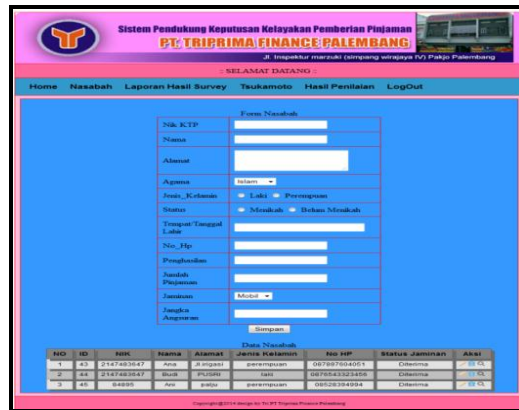 Sistem Pendukung Keputusan Kelayakan Pemberian Pinjaman
PT. TRIPRIMA FINANCE PALEMBANG
Jl. Inspektur marzuki (simpang wirajaya IV) Pakjo Palembang
:: SELAMAT DATANG ::
Home Nasabah Laporan Hasil Survey Tsukamoto Hasil Penilaian LogOut
Form Nasabah
Nik KTP
Nama
Alamat
Agama Islam
Jenis_Kelamin Laki Perempuan
Status Menikah Belum Menikah
Tempat/Tanggal
Lahir
No_Hp
Penghasilan
Jumlah
Pinjaman
Jaminan Mobil
Jangka
Angsuran
Simpan
Data Nasabah
NO ID NIK Nama Alamat Jenis Kelamin No HP Status Jaminan Aksi
1 43 2147483647 Ana Jl.irigasi perempuan 087897604051 Diterima
2 44 2147483647 Budi PUSRI laki 0876543323456 Diterima
3 45 84995 Ani pakju perempuan 08528394994 Diterima